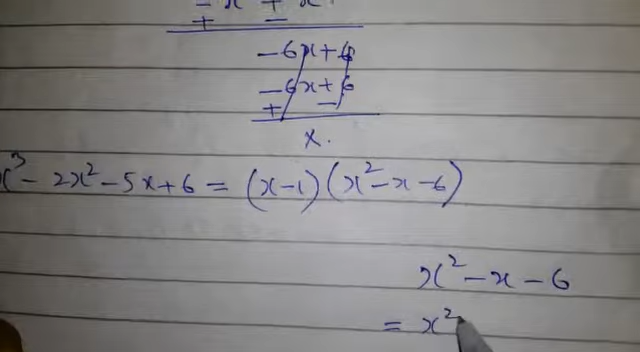 - x + x
+ -
-6x+6
-6x+6
+ -
x.
x³ - 2x² - 5x + 6 = (x-1)(x² - x - 6)
x² - x - 6
= x²